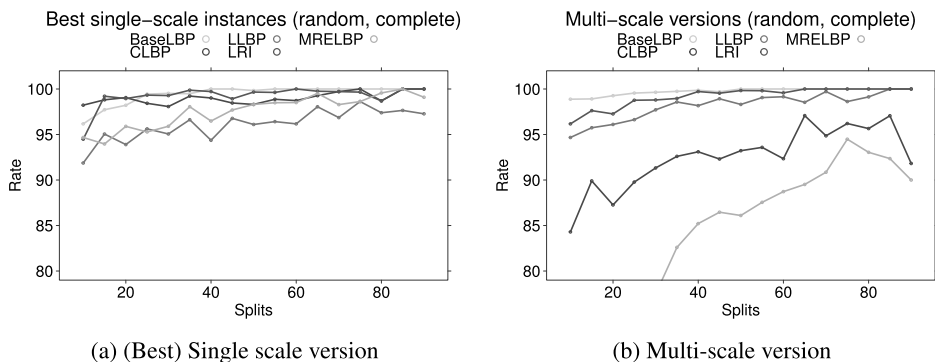 Best single−scale instances (random, complete)
BaseLBP LLBP MRELBP
CLBP LRI
100
95
90
85
80
Rate
20 40 60 80
Splits
(a) (Best) Single scale version
Multi−scale versions (random, complete)
BaseLBP LLBP MRELBP
CLBP LRI
100
95
90
85
80
Rate
20 40 60 80
Splits
(b) Multi-scale version